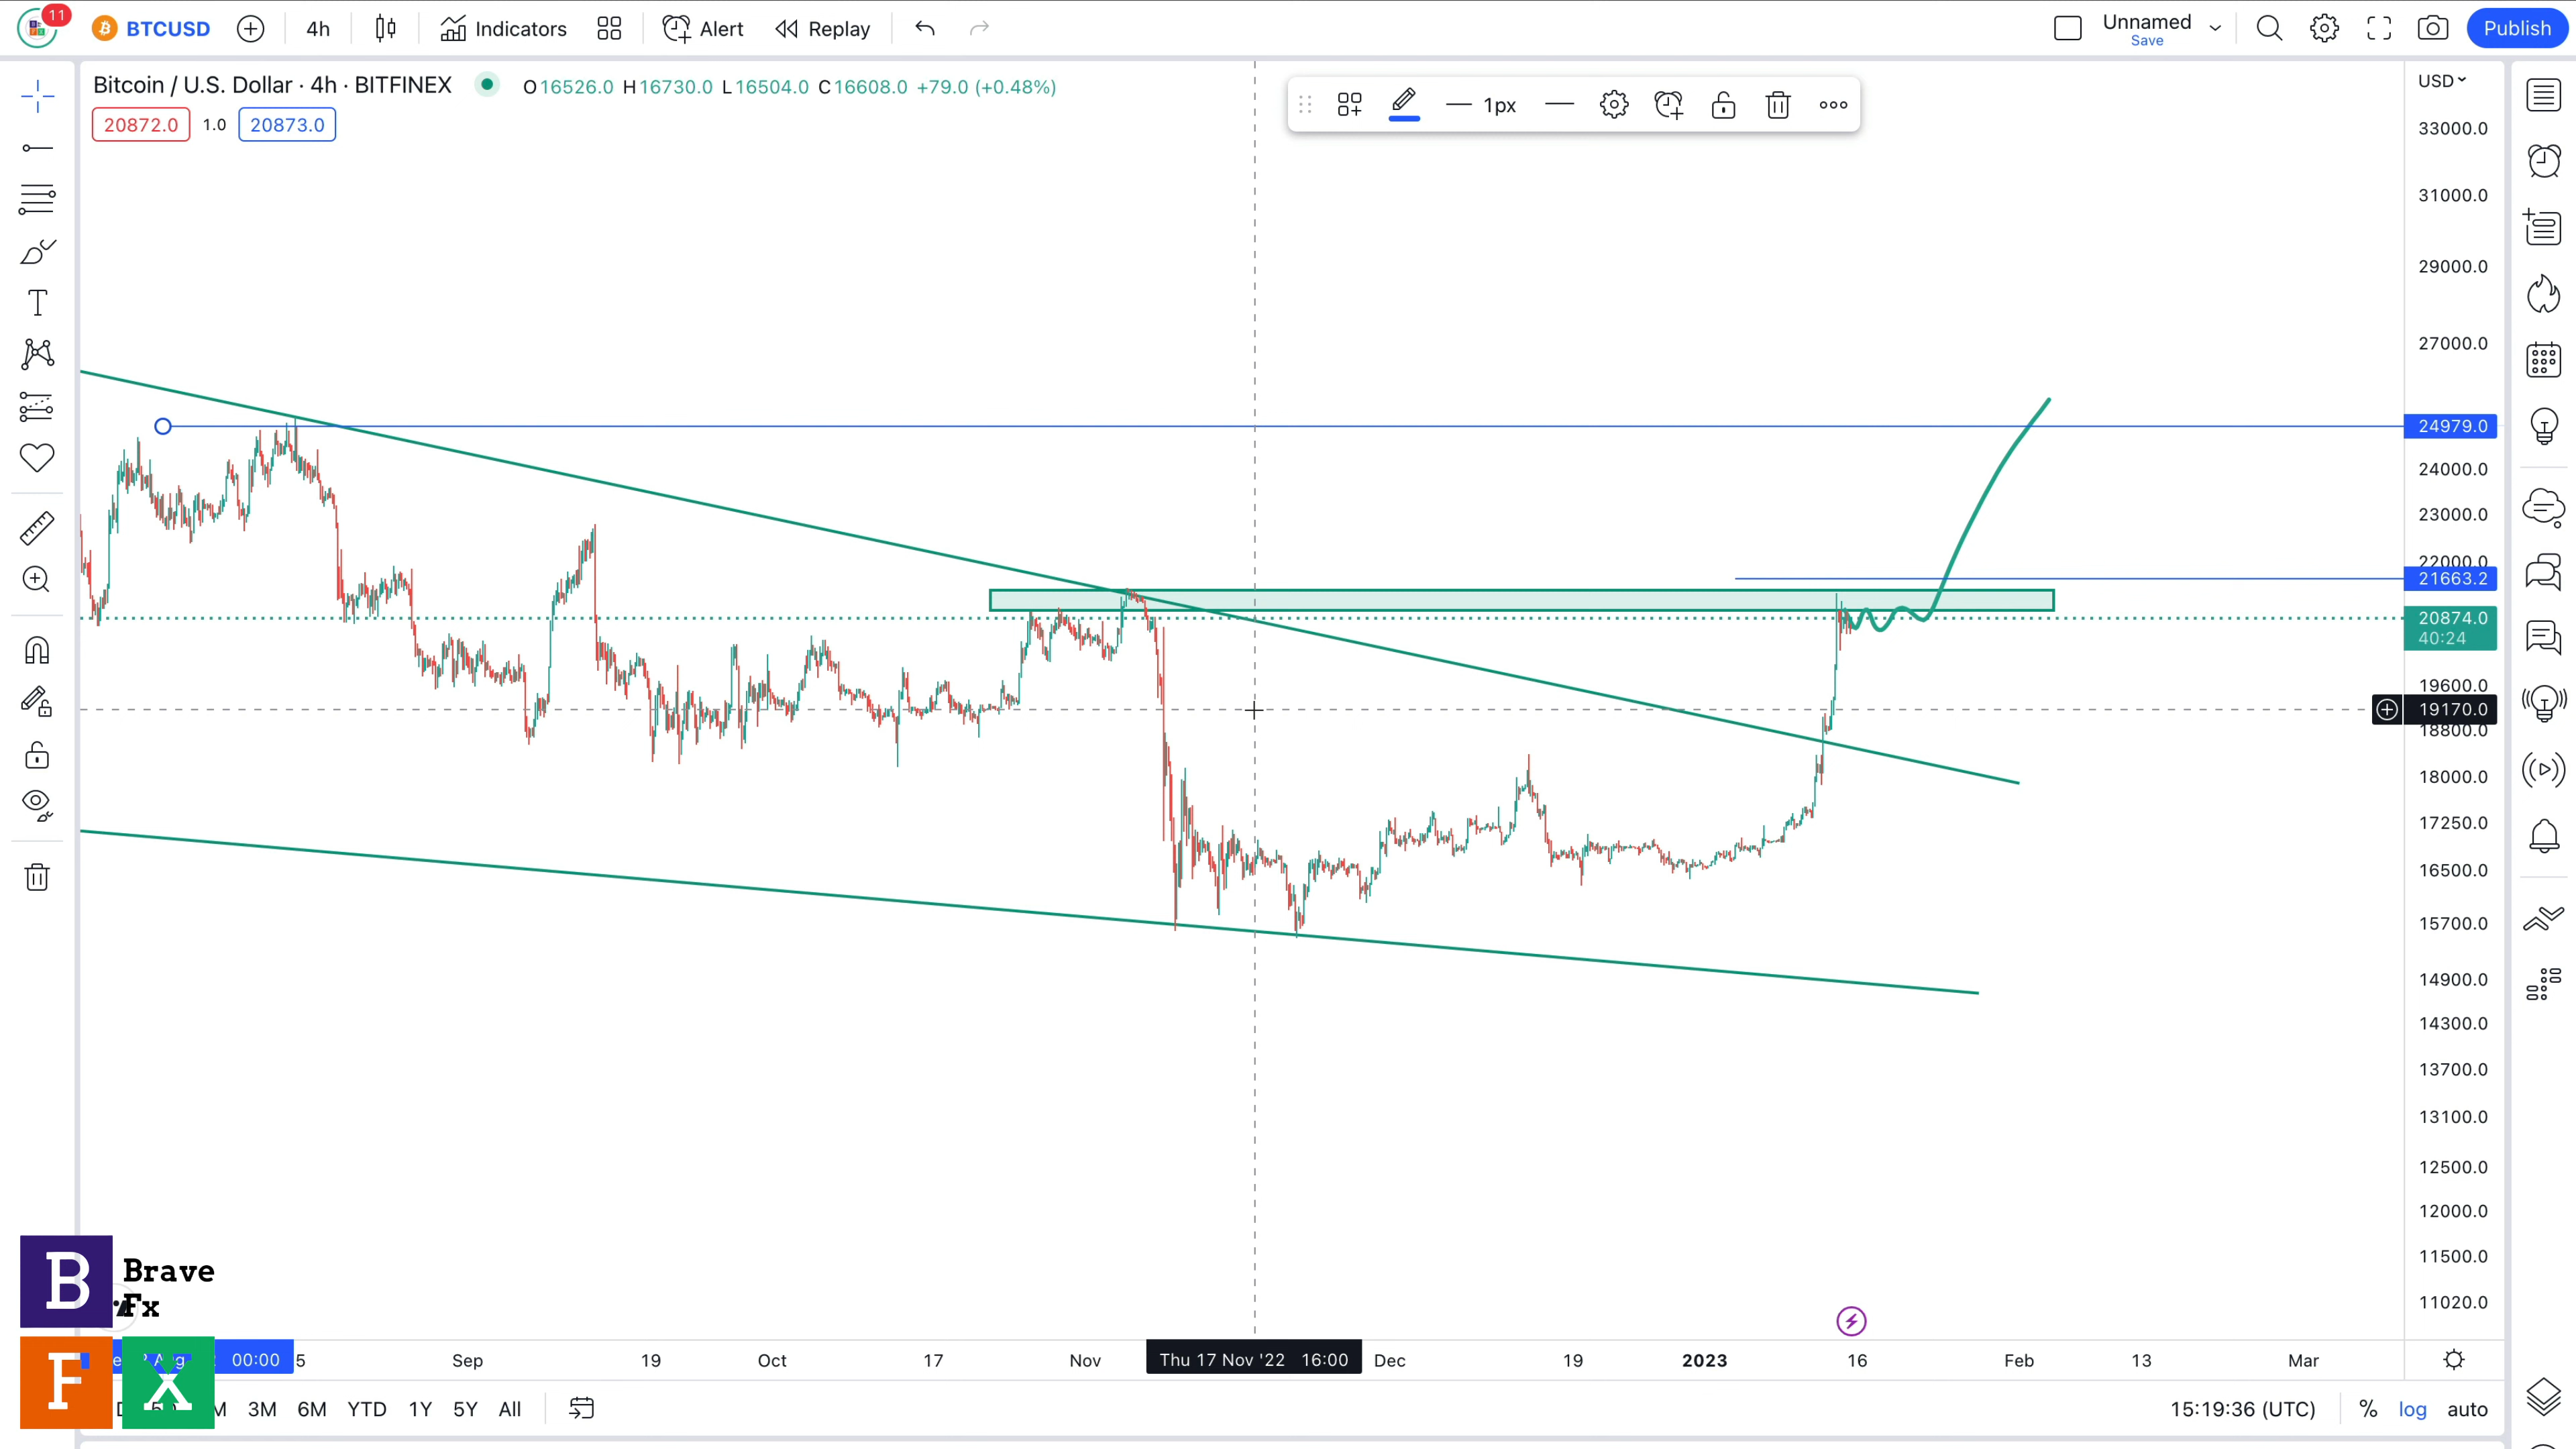 11
BTCUSD 4h Indicators Alert Replay Unnamed Save Publish
Bitcoin / U.S. Dollar · 4h · BITFINEX O16526.0 H16730.0 L16504.0 C16608.0 +79.0 (+0.48%)
20872.0 1.0 20873.0
1px
USD
33000.0
31000.0
29000.0
27000.0
24979.0
24000.0
23000.0
22000.0
21663.2
20874.0
40:24
19600.0
19170.0
18800.0
18000.0
17250.0
16500.0
15700.0
14900.0
14300.0
13700.0
13100.0
12500.0
12000.0
11500.0
11020.0
B Brave
Fx
F X
00:00 5 Sep 19 Oct 17 Nov Thu 17 Nov '22 16:00 Dec 19 2023 16 Feb 13 Mar
3M 6M YTD 1Y 5Y All 15:19:36 (UTC) % log auto